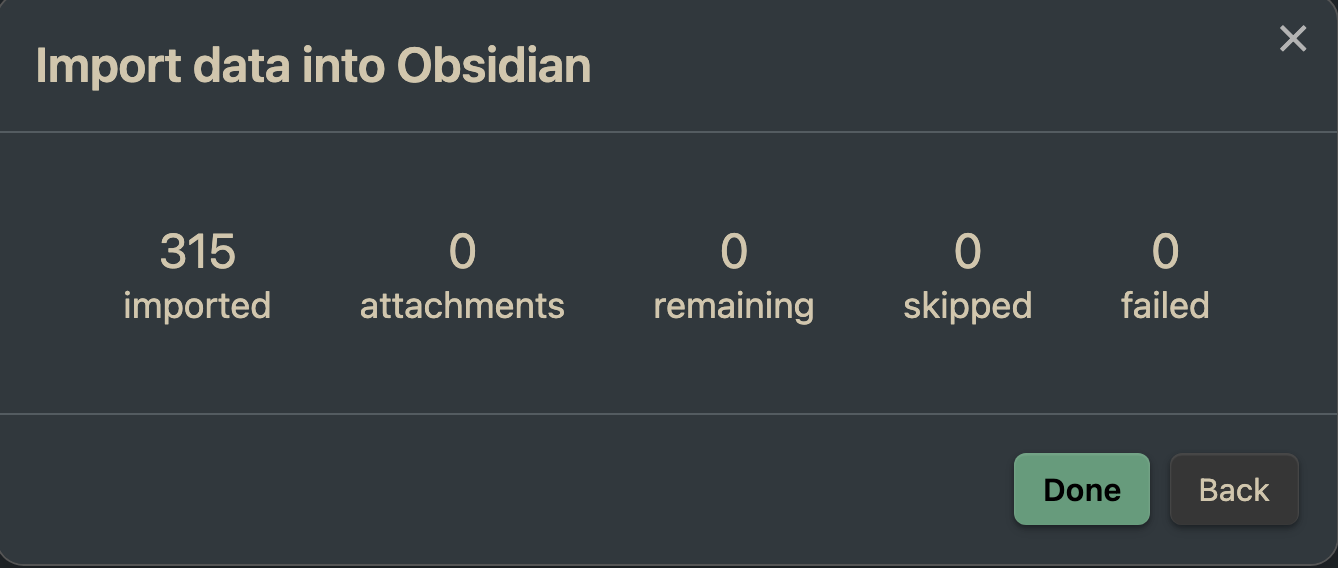 Import data into Obsidian
315 0 0 0 0
imported attachments remaining skipped failed
Done Back